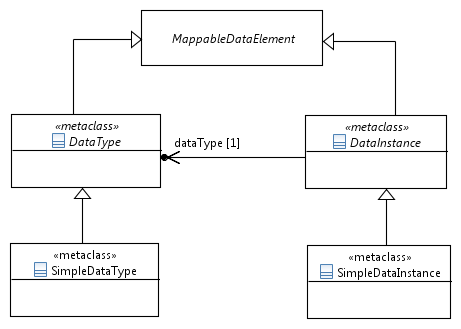 MappableDataElement
«metaclass»
DataType
dataType [1]
«metaclass»
DataInstance
«metaclass»
SimpleDataType
«metaclass»
SimpleDataInstance